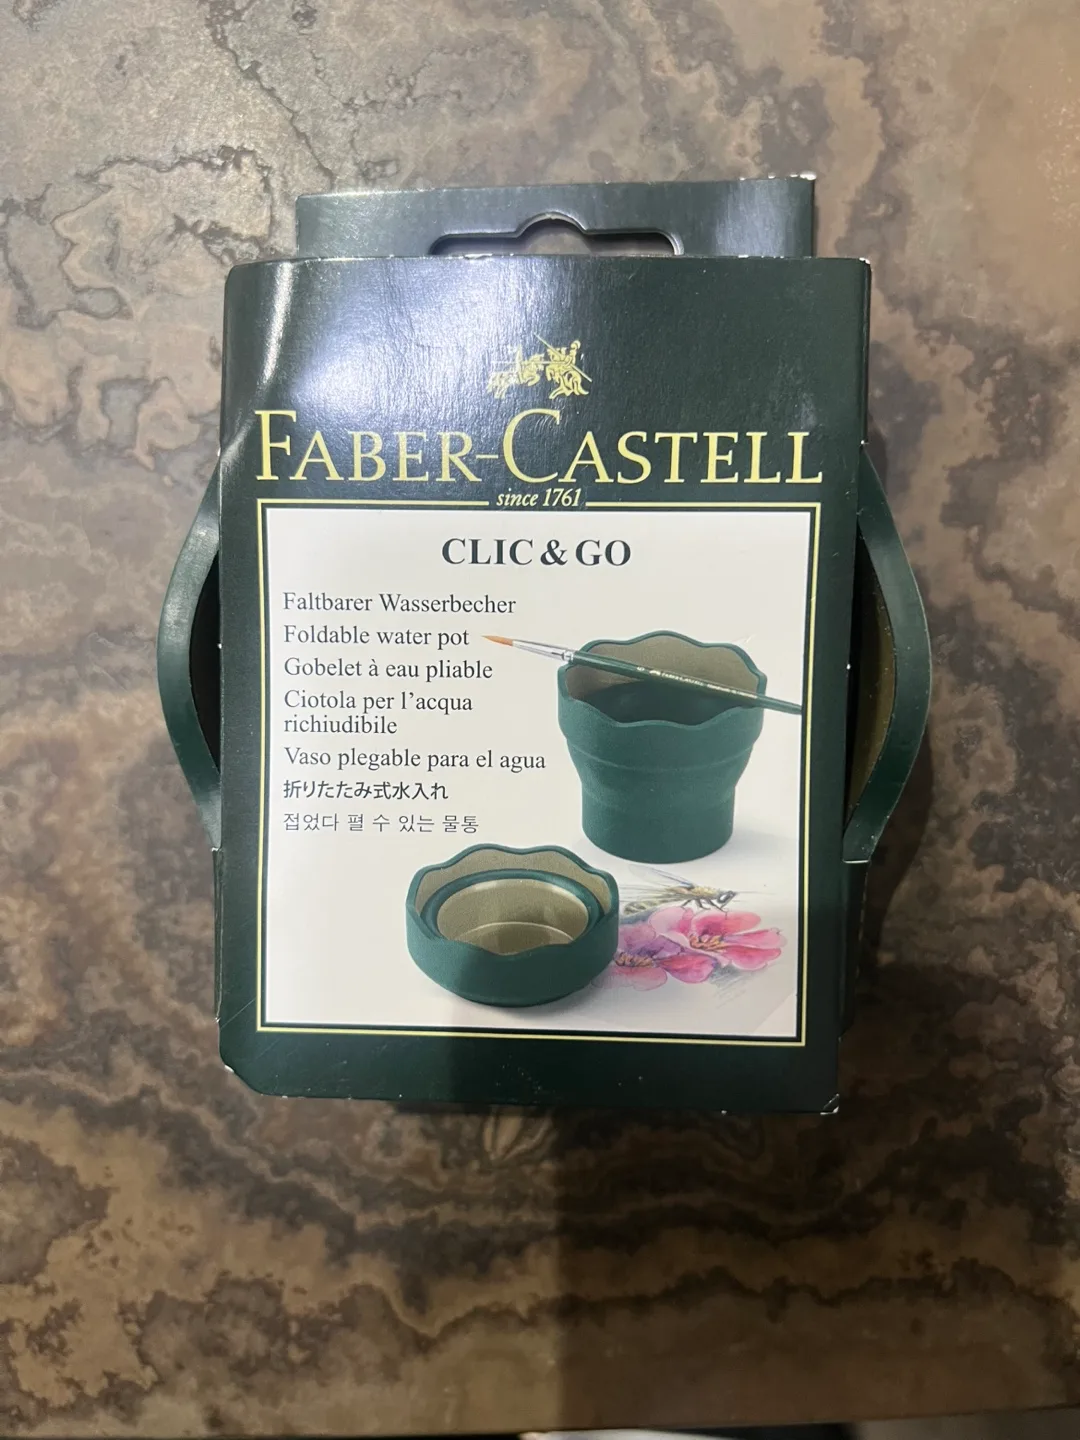 FABER-CASTELL
since 1761
CLIC & GO
Faltbarer Wasserbecher
Foldable water pot
Gobelet à eau pliable
Ciotola per l'acqua
richiudibile
Vaso plegable para el agua
折りたたみ式水入れ
접었다 펼 수 있는 물통